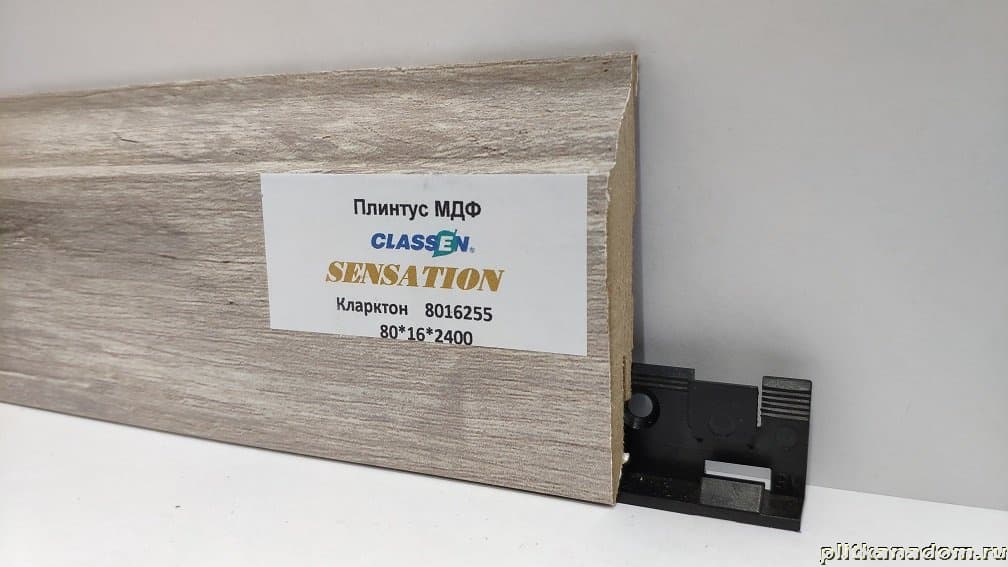 Плинтус МДФ
CLASSEN®
SENSATION
Кларктон 8016255
80*16*2400
plitkanadom.ru